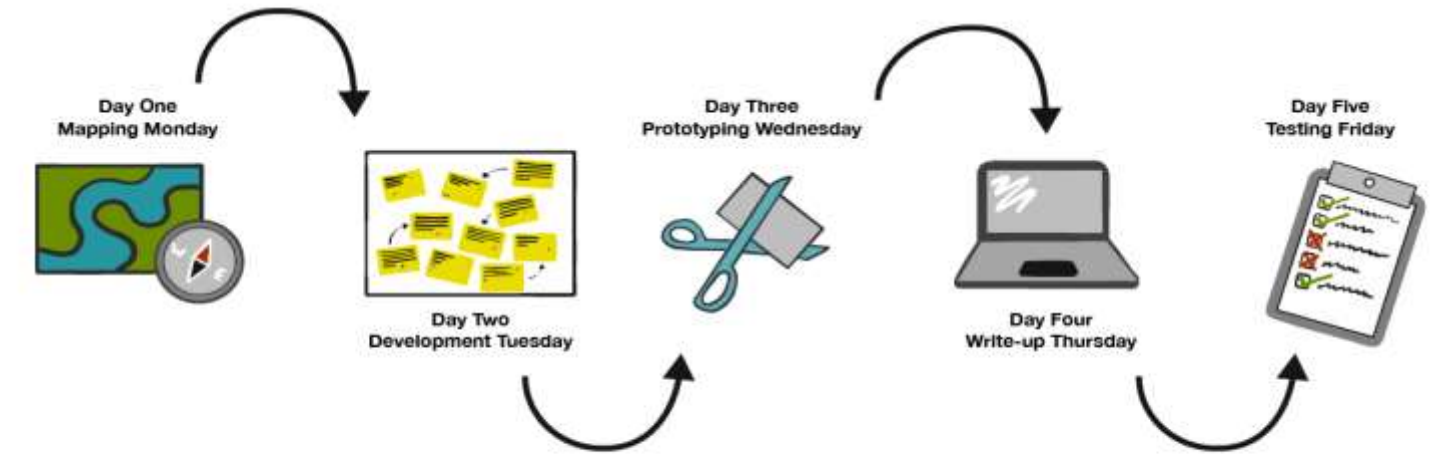 Day One
Mapping Monday
Day Two
Development Tuesday
Day Three
Prototyping Wednesday
Day Four
Write-up Thursday
Day Five
Testing Friday